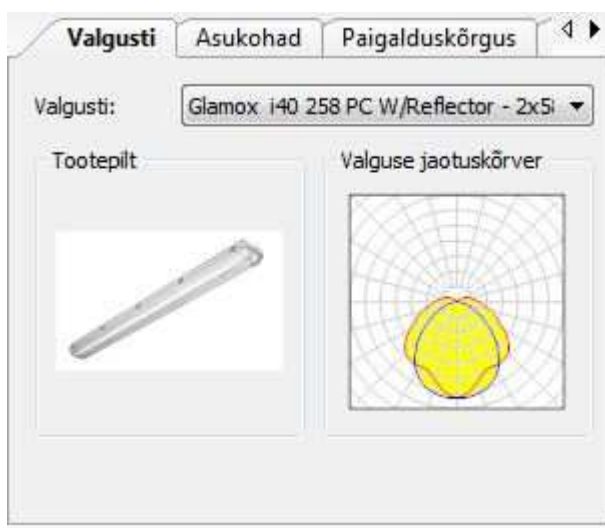 Valgusti Asukohad Paigalduskõrgus
Valgusti: Glamox i40 258 PC W/Reflector - 2x5
Tootepilt Valguse jaotuskõrver